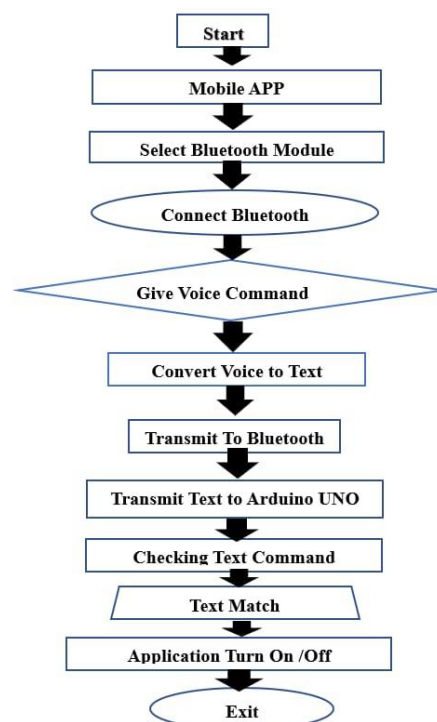 Start
Mobile APP
Select Bluetooth Module
Connect Bluetooth
Give Voice Command
Convert Voice to Text
Transmit To Bluetooth
Transmit Text to Arduino UNO
Checking Text Command
Text Match
Application Turn On /Off
Exit